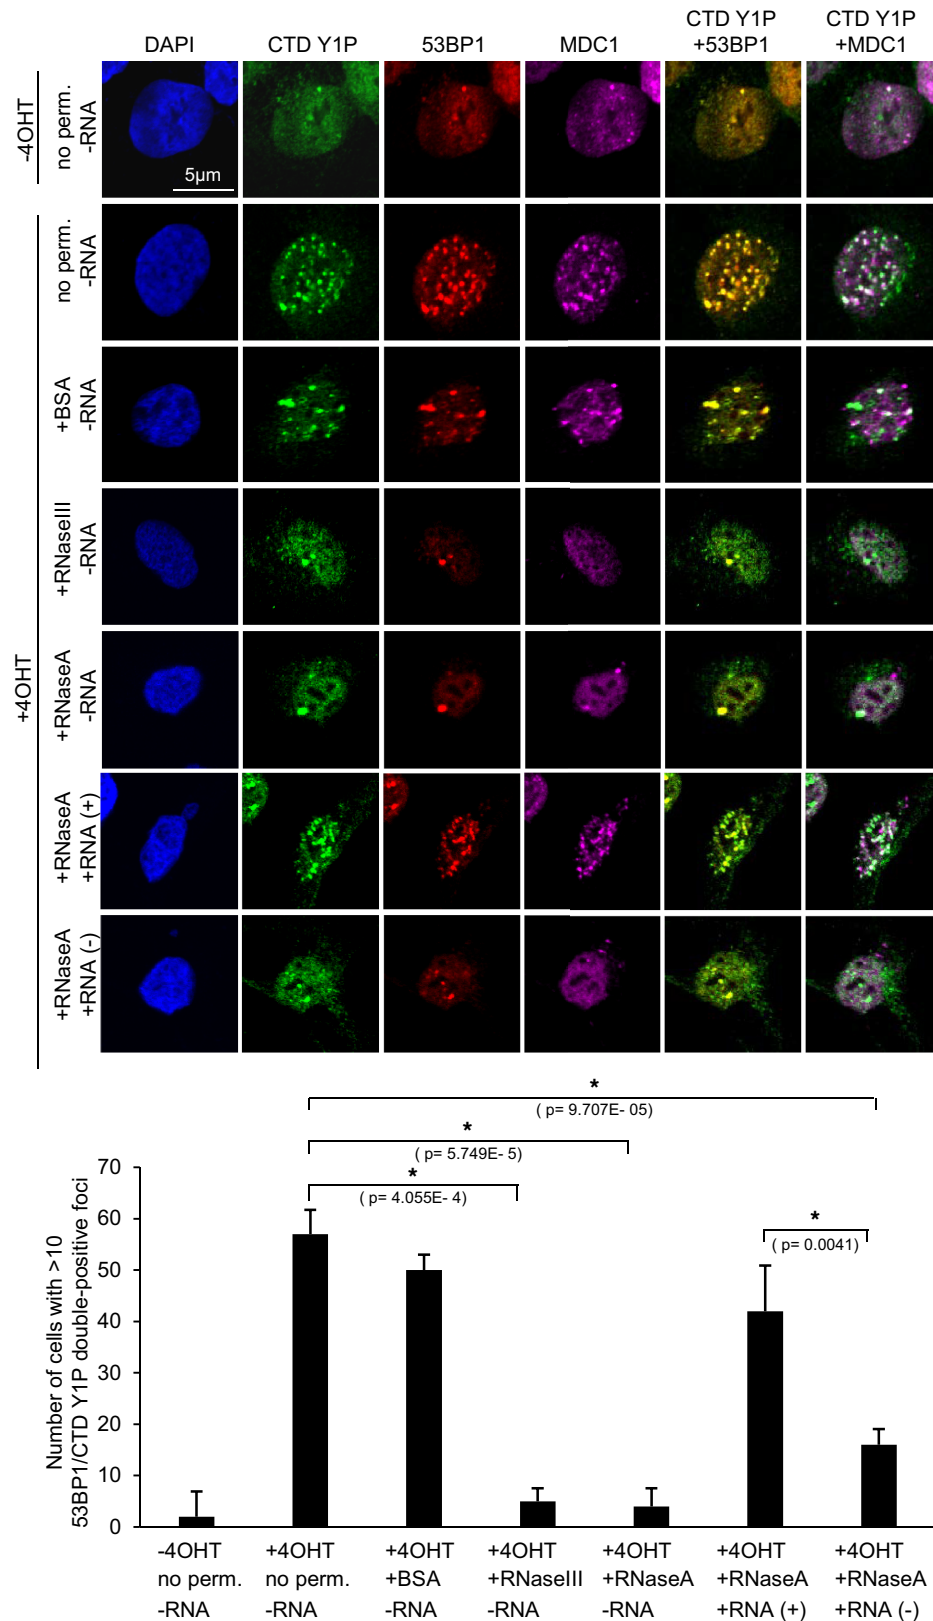 DAPI
CTD Y1P
53BP1
MDC1
CTD Y1P
+53BP1
CTD Y1P
+MDC1
-4OHT
no perm.
-RNA
5µm
+4OHT
no perm.
-RNA
+BSA
-RNA
+RNaseIII
-RNA
+RNaseA
-RNA
+RNaseA
+RNA (+)
+RNaseA
+RNA (-)
*
( p= 9.707E- 05)
*
( p= 5.749E- 5)
*
( p= 4.055E- 4)
*
( p= 0.0041)
Number of cells with >10
53BP1/CTD Y1P double-positive foci
70
60
50
40
30
20
10
0
-4OHT
no perm.
-RNA
+4OHT
no perm.
-RNA
+4OHT
+BSA
-RNA
+4OHT
+RNaseIII
-RNA
+4OHT
+RNaseA
-RNA
+4OHT
+RNaseA
+RNA (+)
+4OHT
+RNaseA
+RNA (-)